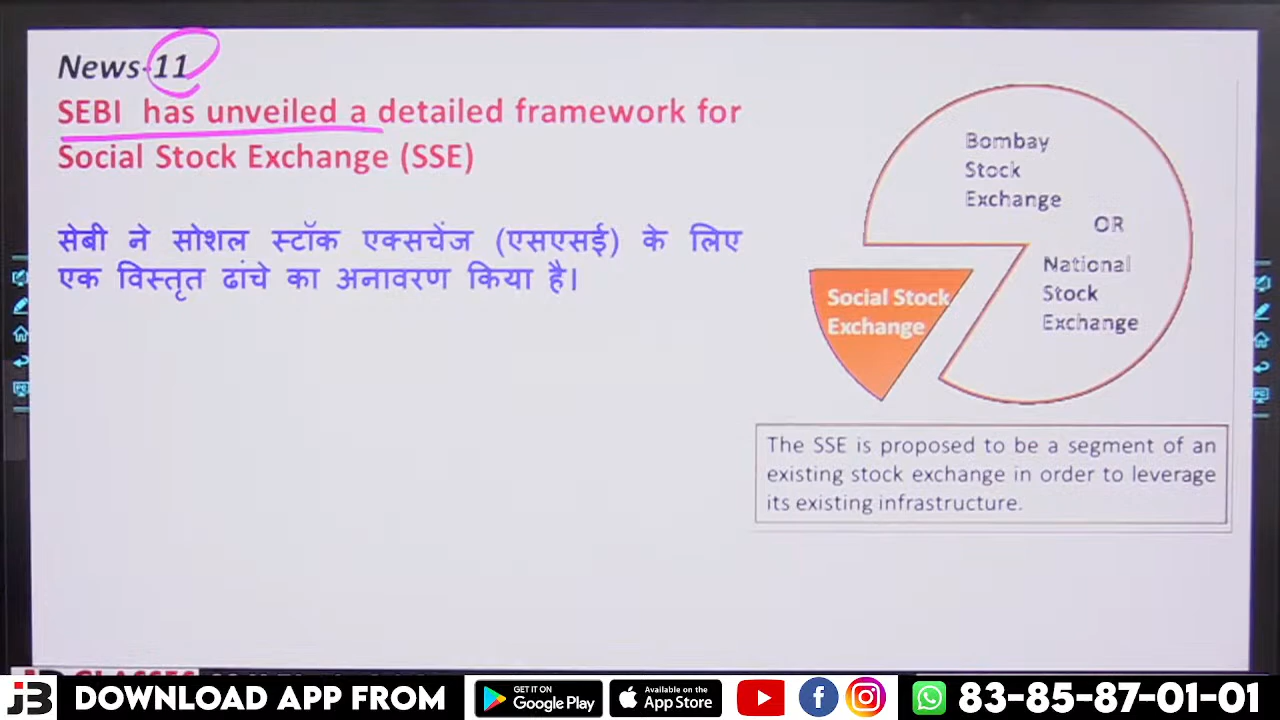 News-11
SEBI has unveiled a detailed framework for
Social Stock Exchange (SSE)
सेबी ने सोशल स्टॉक एक्सचेंज (एसएसई) के लिए
एक विस्तृत ढांचे का अनावरण किया है।
Bombay
Stock
Exchange
OR
National
Stock
Exchange
Social Stock
Exchange
The SSE is proposed to be a segment of an
existing stock exchange in order to leverage
its existing infrastructure.
DOWNLOAD APP FROM
GET IT ON
Google Play
Available on the
App Store
83-85-87-01-01